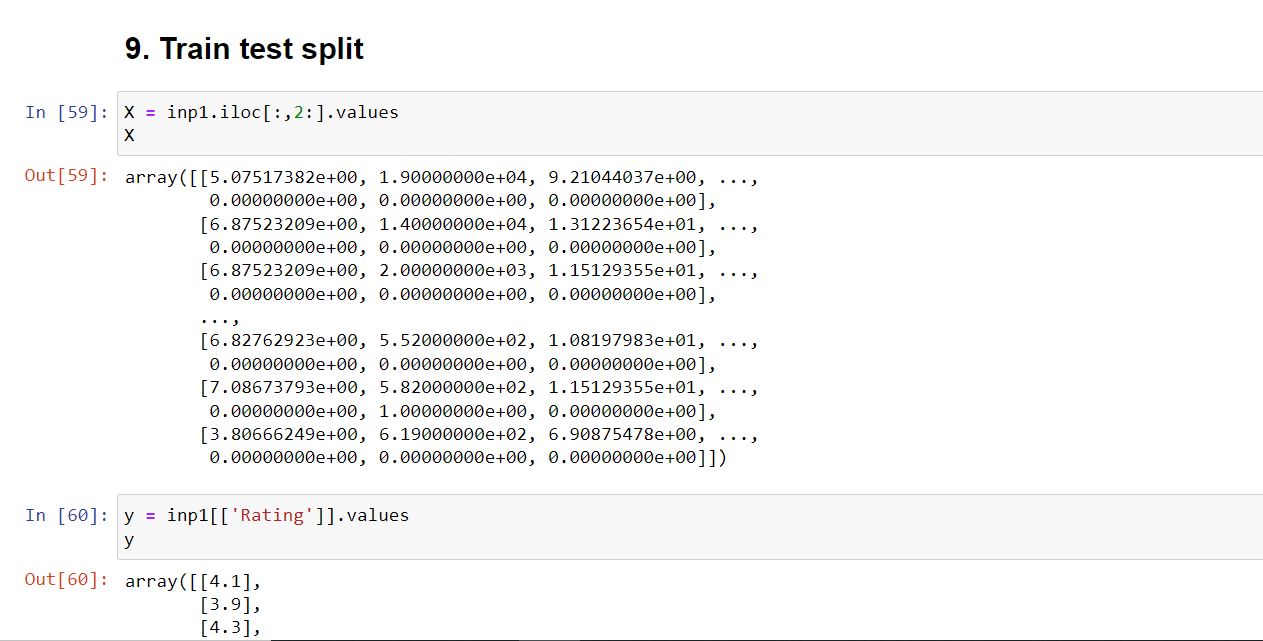 9. Train test split
In [59]: X = inp1.iloc[:,2:].values
X
Out[59]: array([[5.07517382e+00, 1.90000000e+04, 9.21044037e+00, ...,
0.00000000e+00, 0.00000000e+00, 0.00000000e+00],
[6.87523209e+00, 1.40000000e+04, 1.31223654e+01, ...,
0.00000000e+00, 0.00000000e+00, 0.00000000e+00],
[6.87523209e+00, 2.00000000e+03, 1.15129355e+01, ...,
0.00000000e+00, 0.00000000e+00, 0.00000000e+00],
...,
[6.82762923e+00, 5.52000000e+02, 1.08197983e+01, ...,
0.00000000e+00, 0.00000000e+00, 0.00000000e+00],
[7.08673793e+00, 5.82000000e+02, 1.15129355e+01, ...,
0.00000000e+00, 1.00000000e+00, 0.00000000e+00],
[3.80666249e+00, 6.19000000e+02, 6.90875478e+00, ...,
0.00000000e+00, 0.00000000e+00, 0.00000000e+00]])
In [60]: y = inp1[['Rating']].values
y
Out[60]: array([[4.1],
[3.9],
[4.3],